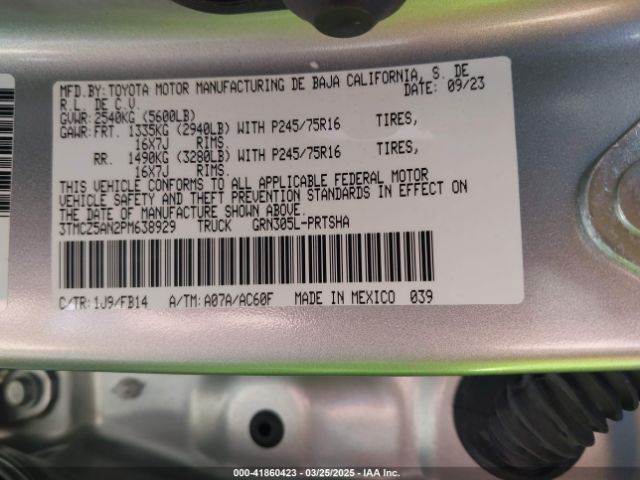 MFD.BY: TOYOTA MOTOR MANUFACTURING DE BAJA CALIFORNIA, S. DE
R.L. DE C.V. DATE: 09/23
GVWR: 2540KG (5600LB)
GAWR: FRT. 1335KG (2940LB) WITH P245/75R16 TIRES,
16X7J RIMS.
RR. 1490KG (3280LB) WITH P245/75R16 TIRES,
16X7J RIMS.
THIS VEHICLE CONFORMS TO ALL APPLICABLE FEDERAL MOTOR
VEHICLE SAFETY AND THEFT PREVENTION STANDARDS IN EFFECT ON
THE DATE OF MANUFACTURE SHOWN ABOVE.
3TMCZ5AN2PM638929 TRUCK GRN305L-PRTSHA
C/TR: 1J9/FB14 A/TM: A07A/AC60F MADE IN MEXICO 039
000-41860423 — 03/25/2025 — IAA Inc.